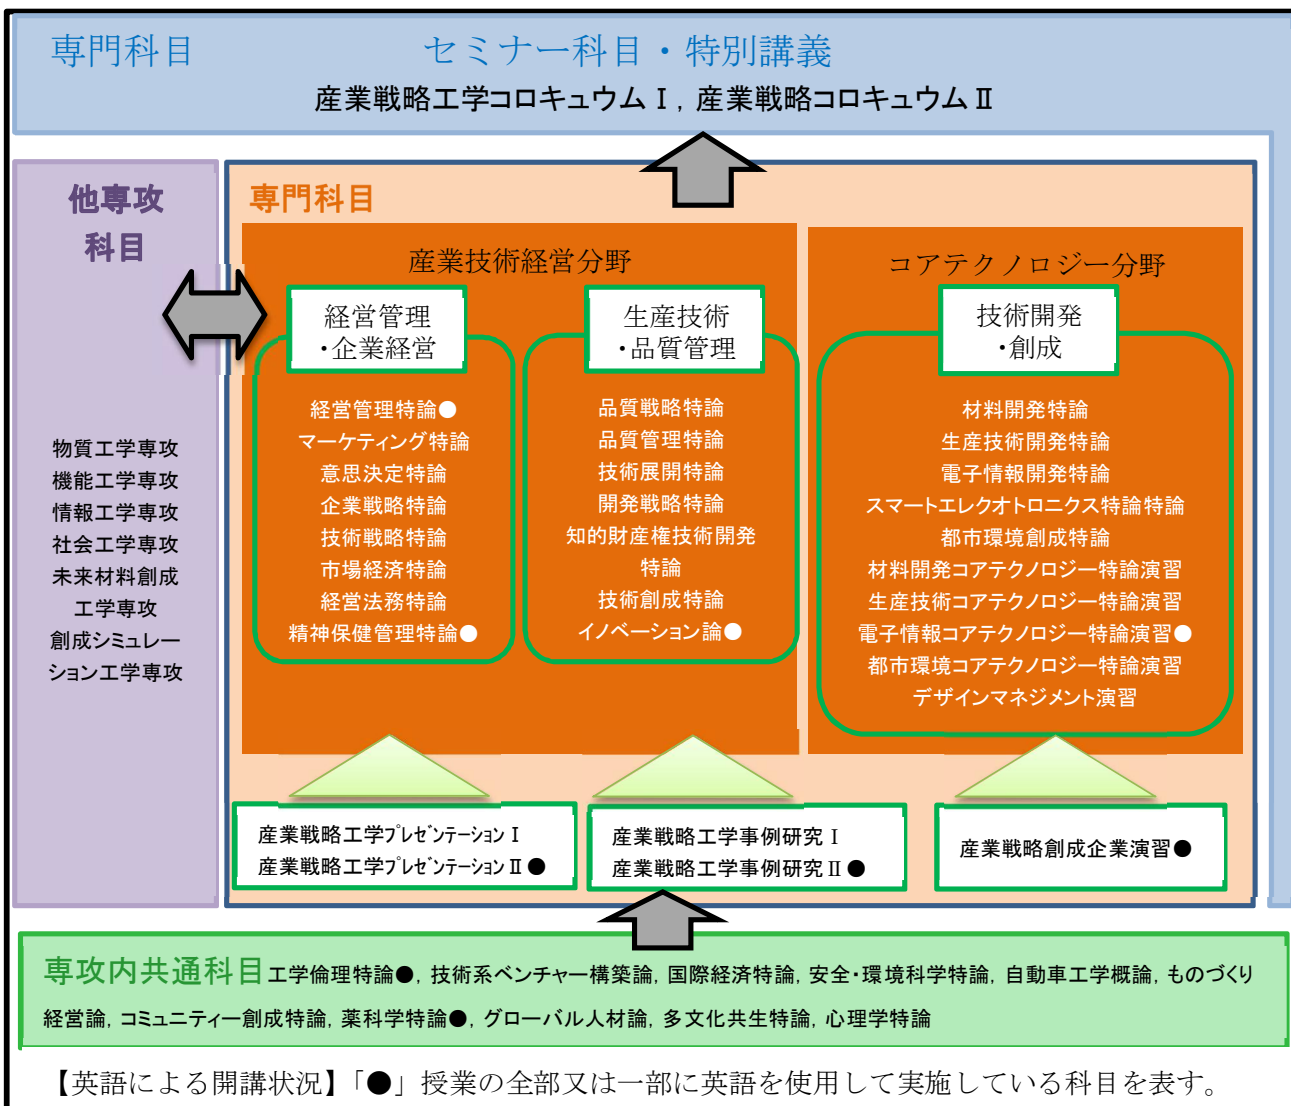 専門科目 セミナー科目・特別講義
産業戦略工学コロキュウムⅠ，産業戦略コロキュウムⅡ
他専攻
科目
物質工学専攻
機能工学専攻
情報工学専攻
社会工学専攻
未来材料創成
工学専攻
創成シミュレー
ション工学専攻
専門科目
産業技術経営分野
経営管理
・企業経営
経営管理特論●
マーケティング特論
意思決定特論
企業戦略特論
技術戦略特論
市場経済特論
経営法務特論
精神保健管理特論●
生産技術
・品質管理
品質戦略特論
品質管理特論
技術展開特論
開発戦略特論
知的財産権技術開発
特論
技術創成特論
イノベーション論●
コアテクノロジー分野
技術開発
・創成
材料開発特論
生産技術開発特論
電子情報開発特論
スマートエレクオトロニクス特論特論
都市環境創成特論
材料開発コアテクノロジー特論演習
生産技術コアテクノロジー特論演習
電子情報コアテクノロジー特論演習●
都市環境コアテクノロジー特論演習
デザインマネジメント演習
産業戦略工学プレゼンテーションⅠ
産業戦略工学プレゼンテーションⅡ●
産業戦略工学事例研究Ⅰ
産業戦略工学事例研究Ⅱ●
産業戦略創成企業演習●
専攻内共通科目 工学倫理特論●, 技術系ベンチャー構築論, 国際経済特論, 安全・環境科学特論, 自動車工学概論, ものづくり
経営論, コミュニティー創成特論, 薬科学特論●, グローバル人材論, 多文化共生特論, 心理学特論
【英語による開講状況】「●」授業の全部又は一部に英語を使用して実施している科目を表す。